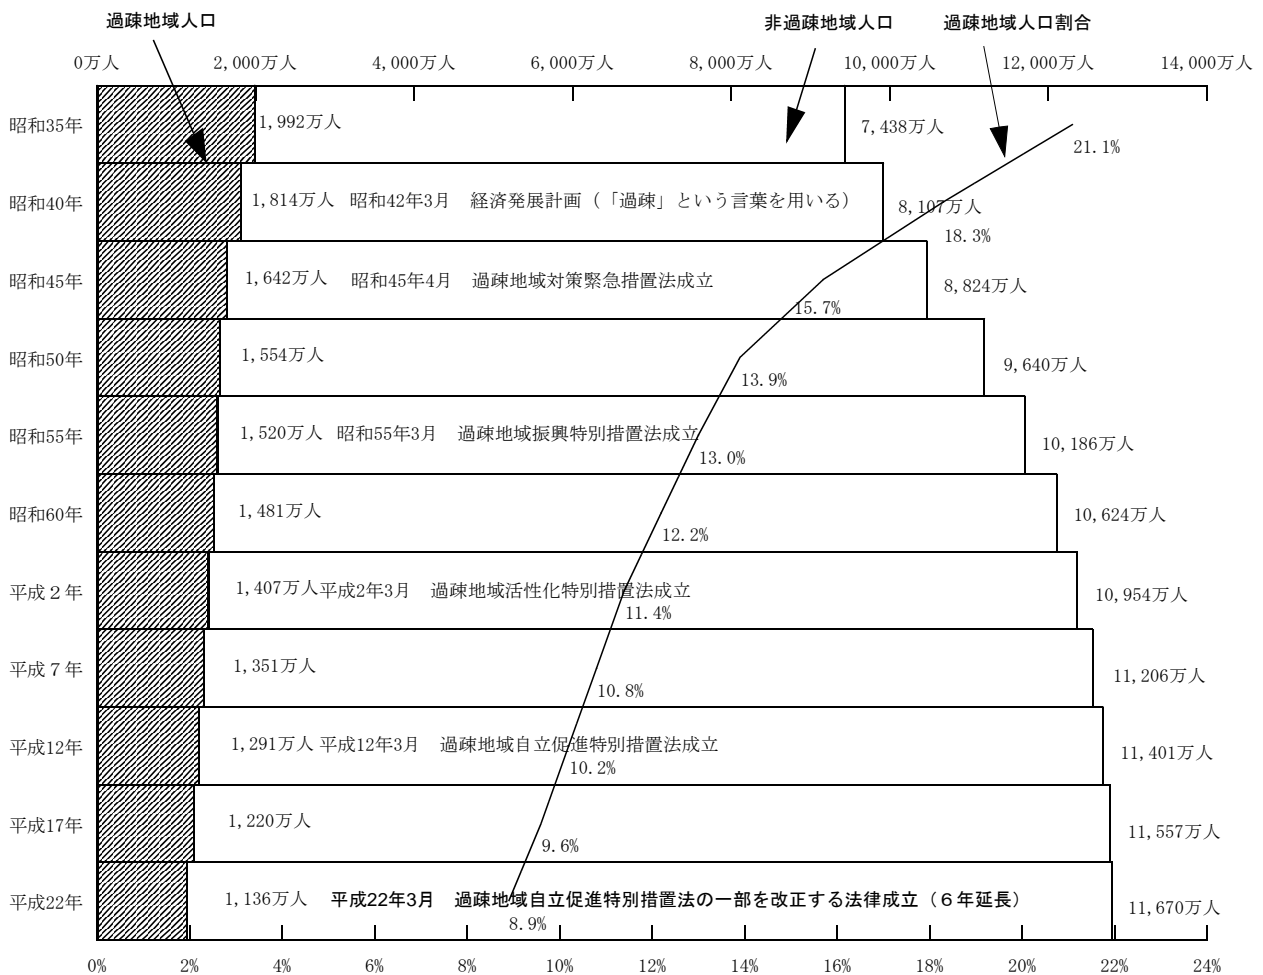 過疎地域人口 非過疎地域人口 過疎地域人口割合
0万人 2,000万人 4,000万人 6,000万人 8,000万人 10,000万人 12,000万人 14,000万人
昭和35年 1,992万人 7,438万人
21.1%
昭和40年 1,814万人 昭和42年3月 経済発展計画（「過疎」という言葉を用いる） 8,107万人
18.3%
昭和45年 1,642万人 昭和45年4月 過疎地域対策緊急措置法成立 8,824万人
15.7%
昭和50年 1,554万人 9,640万人
13.9%
昭和55年 1,520万人 昭和55年3月 過疎地域振興特別措置法成立 10,186万人
13.0%
昭和60年 1,481万人 10,624万人
12.2%
平成２年 1,407万人 平成2年3月 過疎地域活性化特別措置法成立 10,954万人
11.4%
平成７年 1,351万人 11,206万人
10.8%
平成12年 1,291万人 平成12年3月 過疎地域自立促進特別措置法成立 11,401万人
10.2%
平成17年 1,220万人 11,557万人
9.6%
平成22年 1,136万人 平成22年3月 過疎地域自立促進特別措置法の一部を改正する法律成立（６年延長） 11,670万人
8.9%
0% 2% 4% 6% 8% 10% 12% 14% 16% 18% 20% 22% 24%